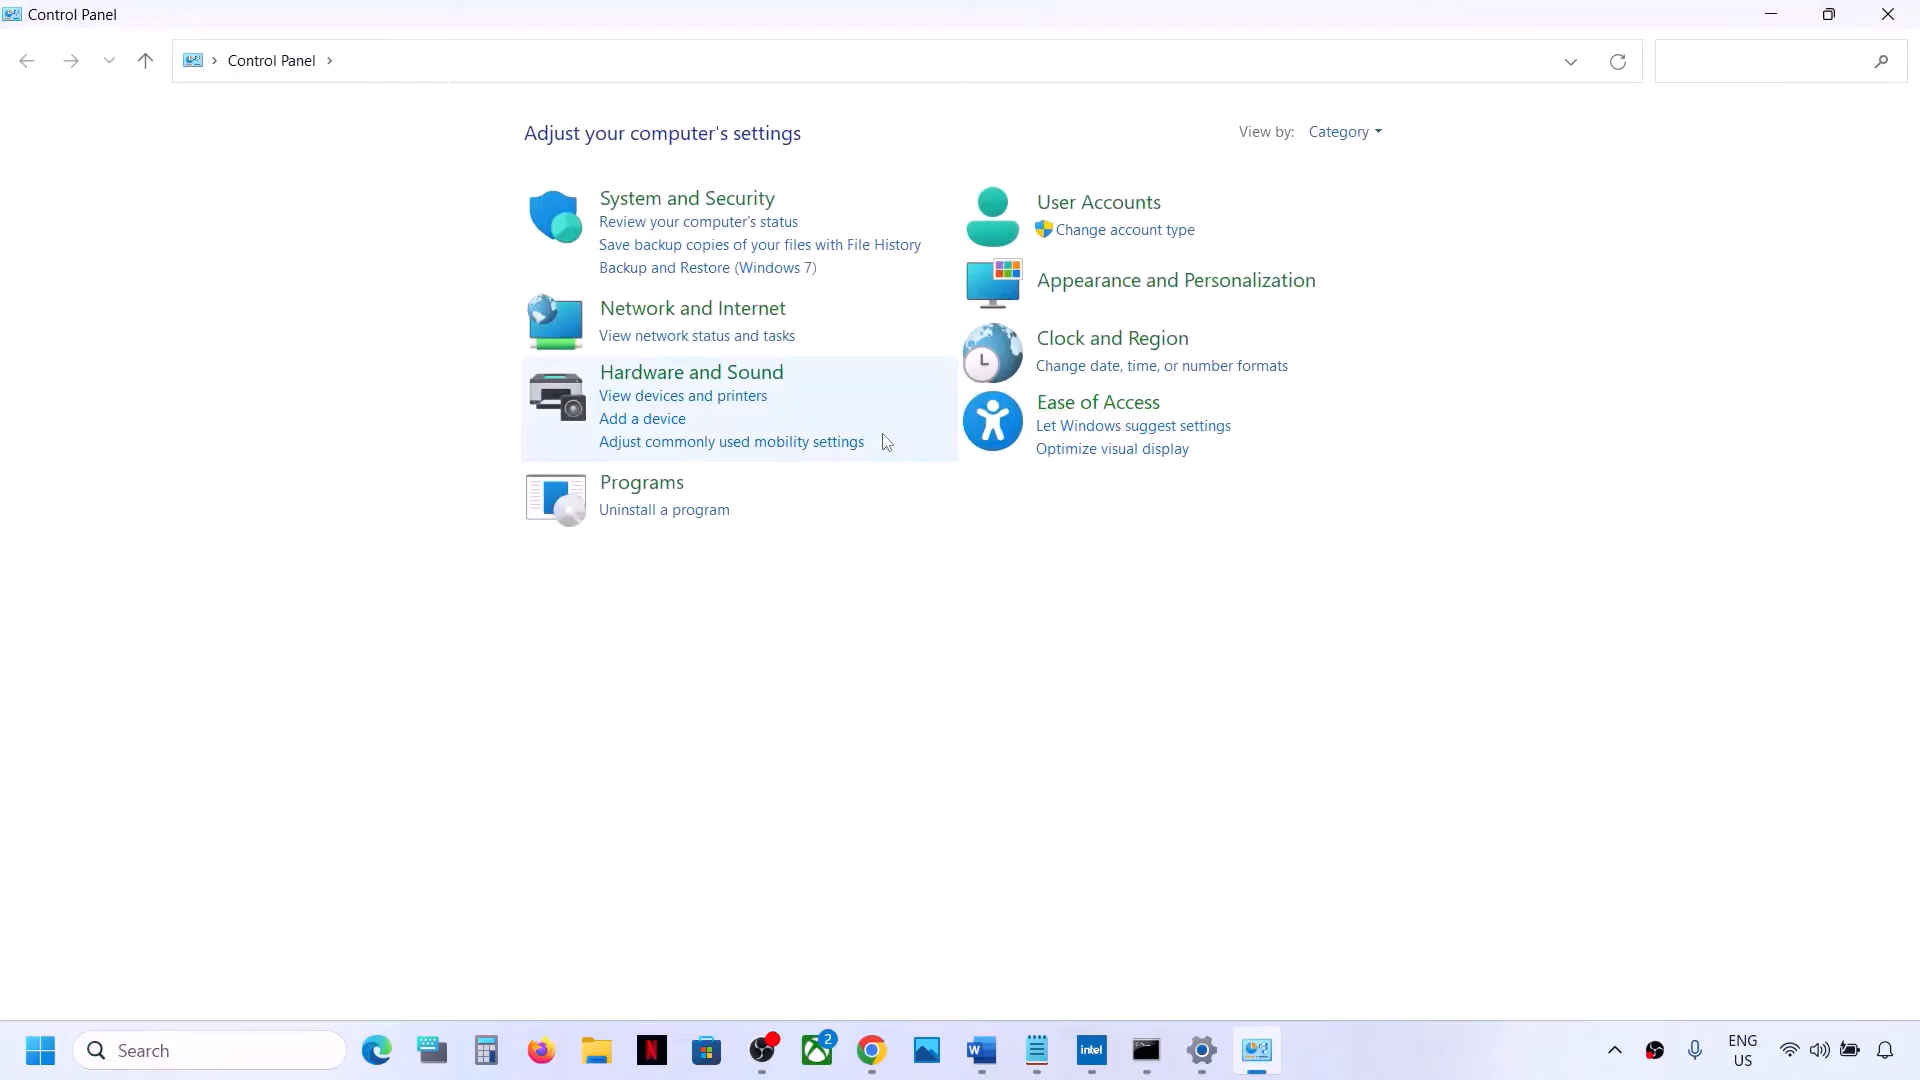 Control Panel
Control Panel
Adjust your computer's settings
View by: Category
System and Security
Review your computer's status
Save backup copies of your files with File History
Backup and Restore (Windows 7)
Network and Internet
View network status and tasks
Hardware and Sound
View devices and printers
Add a device
Adjust commonly used mobility settings
Programs
Uninstall a program
User Accounts
Change account type
Appearance and Personalization
Clock and Region
Change date, time, or number formats
Ease of Access
Let Windows suggest settings
Optimize visual display
Search
N
2
W
intel
ENG
US